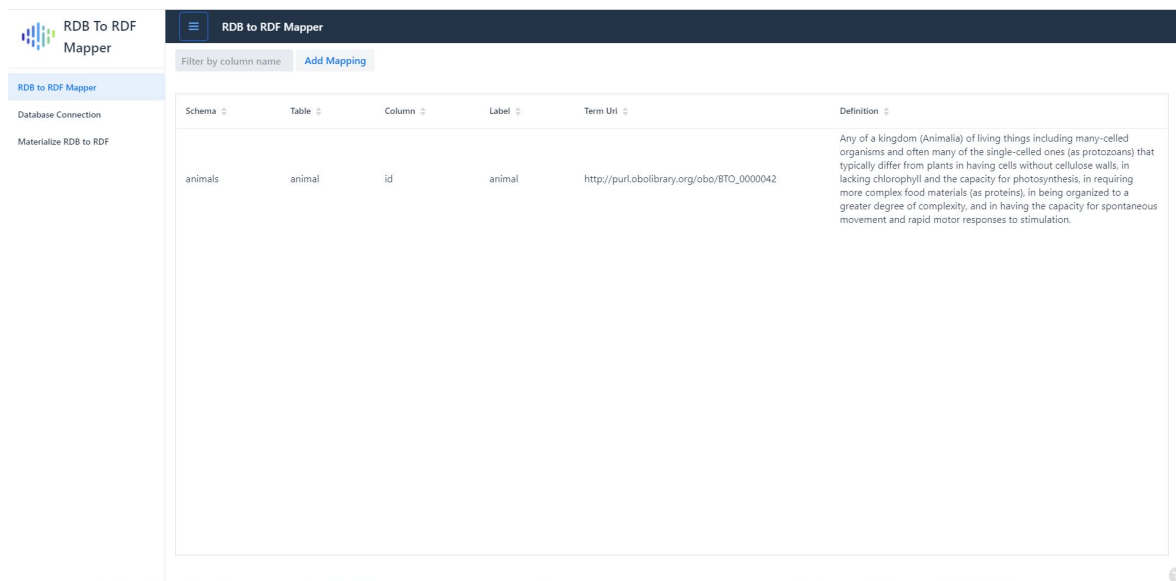 RDB To RDF
Mapper
RDB to RDF Mapper
Database Connection
Materialize RDB to RDF
RDB to RDF Mapper
Filter by column name
Add Mapping
Schema Table Column Label Term Uri Definition
animals animal id animal http://purl.obolibrary.org/obo/BTO_0000042
Any of a kingdom (Animalia) of living things including many-celled
organisms and often many of the single-celled ones (as protozoans) that
typically differ from plants in having cells without cellulose walls, in
lacking chlorophyll and the capacity for photosynthesis, in requiring
more complex food materials (as proteins), in being organized to a
greater degree of complexity, and in having the capacity for spontaneous
movement and rapid motor responses to stimulation.